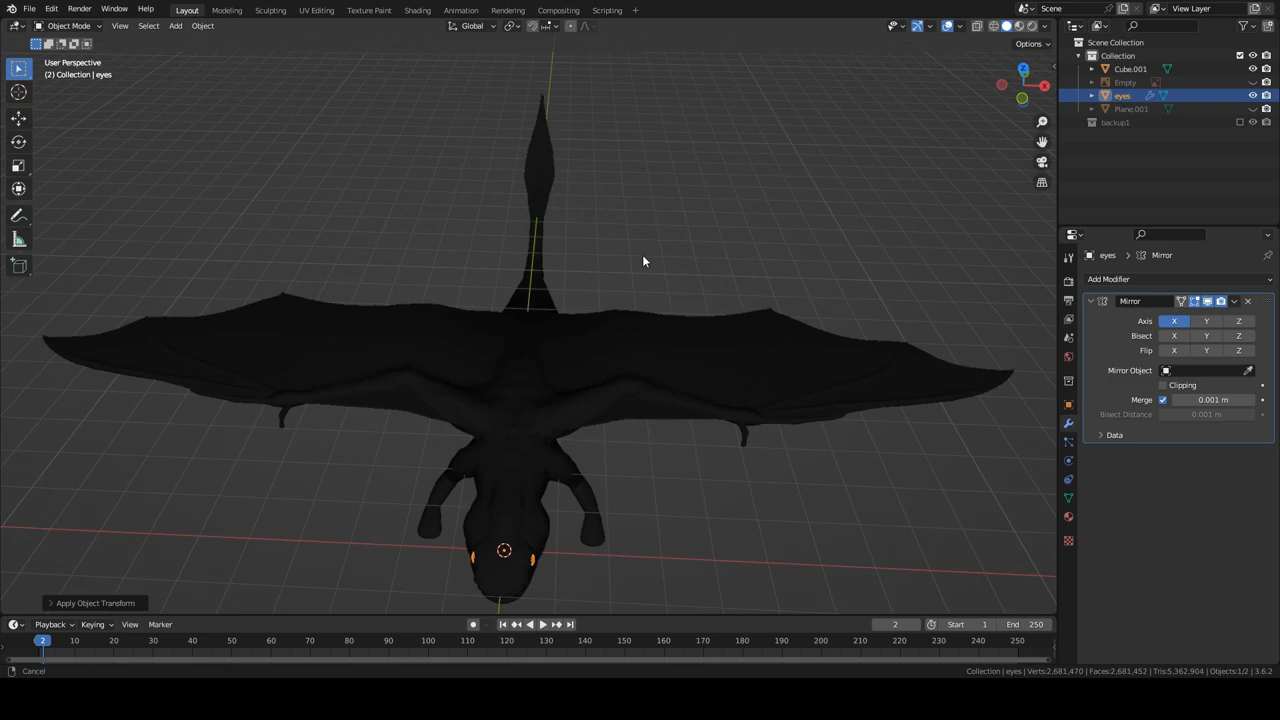 File Edit Render Window Help Layout Modeling Sculpting UV Editing Texture Paint Shading Animation Rendering Compositing Scripting + Scene View Layer
Object Mode View Select Add Object Global
Options
User Perspective
(2) Collection | eyes
Z
X
Scene Collection
Collection
Cube.001
Empty
eyes
Plane.001
backup1
eyes > Mirror
Add Modifier
Mirror
Axis X Y Z
Bisect X Y Z
Flip X Y Z
Mirror Object
Clipping
Merge 0.001 m
Bisect Distance 0.001 m
Data
> Apply Object Transform
Playback Keying View Marker 2 Start 1 End 250
2 10 20 30 40 50 60 70 80 90 100 110 120 130 140 150 160 170 180 190 200 210 220 230 240 250
Cancel Collection | eyes | Verts:2,681,470 | Faces:2,681,452 | Tris:5,362,904 | Objects:1/2 | 3.6.2